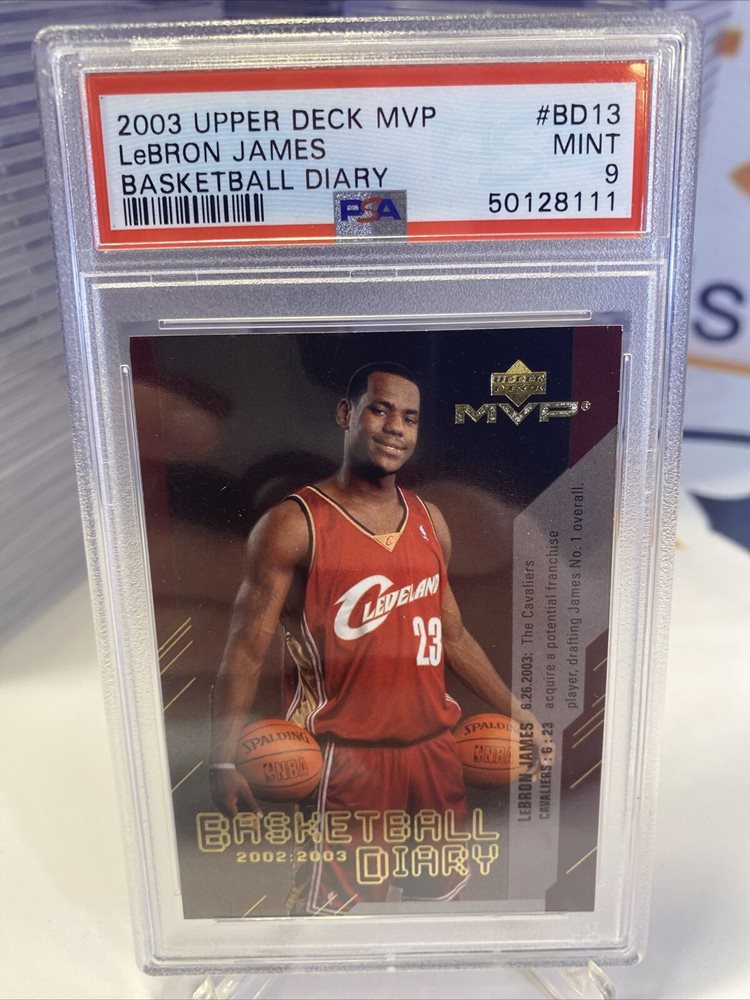 2003 UPPER DECK MVP #BD13
LeBRON JAMES MINT
BASKETBALL DIARY 9
PSA 50128111
UPPER
DECK
MVP®
C
CLEVELAND
23
SPALDING
NBA
SPALDING
NBA
LEBRON JAMES 6.26.2003: The Cavaliers
CAVALIERS : G : 23 acquire a potential franchise
player, drafting James No. 1 overall.
BASKETBALL
2002:2003 DIARY
S